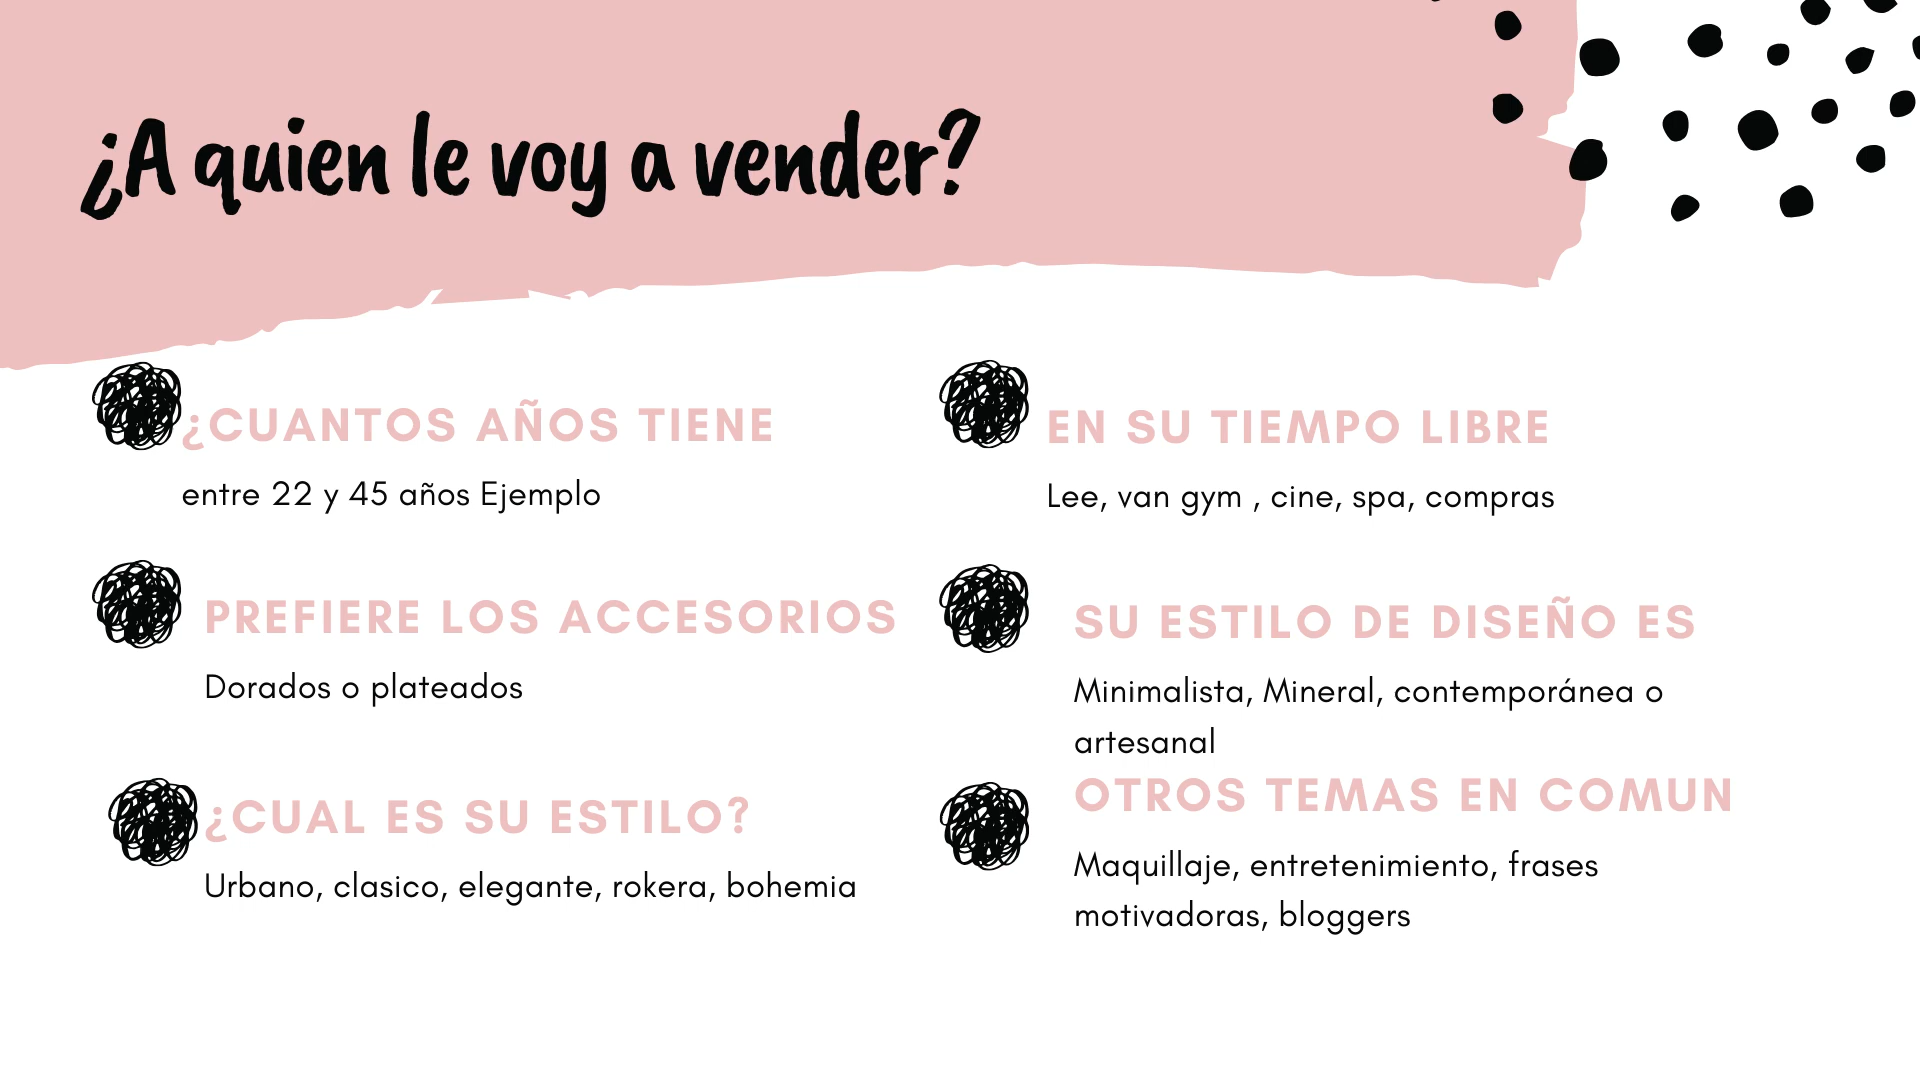 ¿A quien le voy a vender?
¿CUANTOS AÑOS TIENE
entre 22 y 45 años Ejemplo
PREFIERE LOS ACCESORIOS
Dorados o plateados
¿CUAL ES SU ESTILO?
Urbano, clasico, elegante, rokera, bohemia
EN SU TIEMPO LIBRE
Lee, van gym , cine, spa, compras
SU ESTILO DE DISEÑO ES
Minimalista, Mineral, contemporánea o
artesanal
OTROS TEMAS EN COMUN
Maquillaje, entretenimiento, frases
motivadoras, bloggers